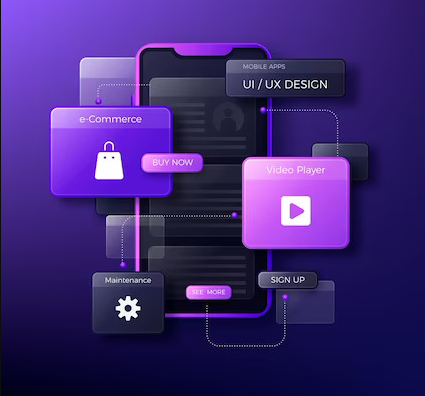 MOBILE APPS
UI / UX DESIGN
e-Commerce
BUY NOW
Video Player
Maintenance
SEE MORE
SIGN UP